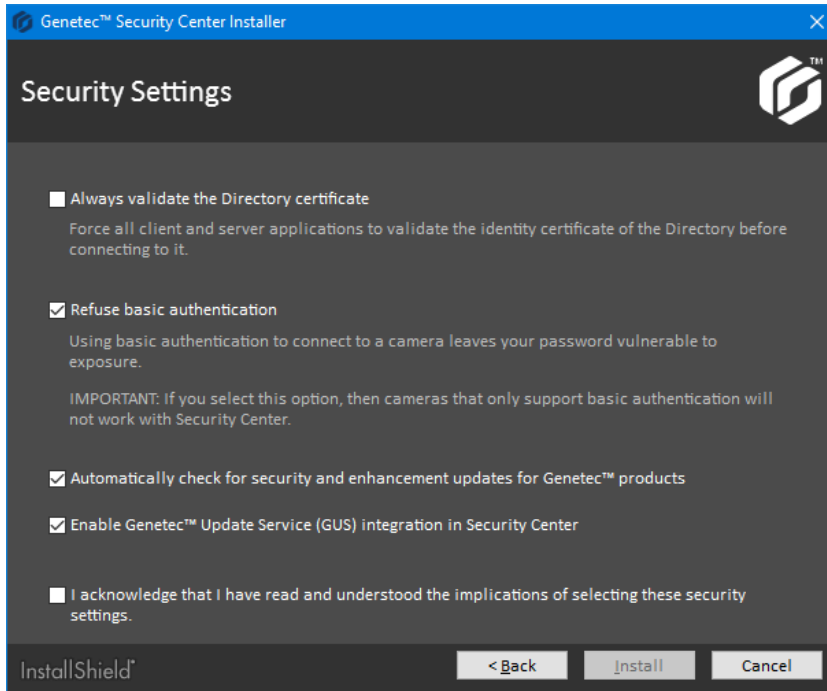 Genetec™ Security Center Installer
Security Settings
TM
Always validate the Directory certificate
Force all client and server applications to validate the identity certificate of the Directory before
connecting to it.
Refuse basic authentication
Using basic authentication to connect to a camera leaves your password vulnerable to
exposure.
IMPORTANT: If you select this option, then cameras that only support basic authentication will
not work with Security Center.
Automatically check for security and enhancement updates for Genetec™ products
Enable Genetec™ Update Service (GUS) integration in Security Center
I acknowledge that I have read and understood the implications of selecting these security
settings.
InstallShield
< Back
Install
Cancel